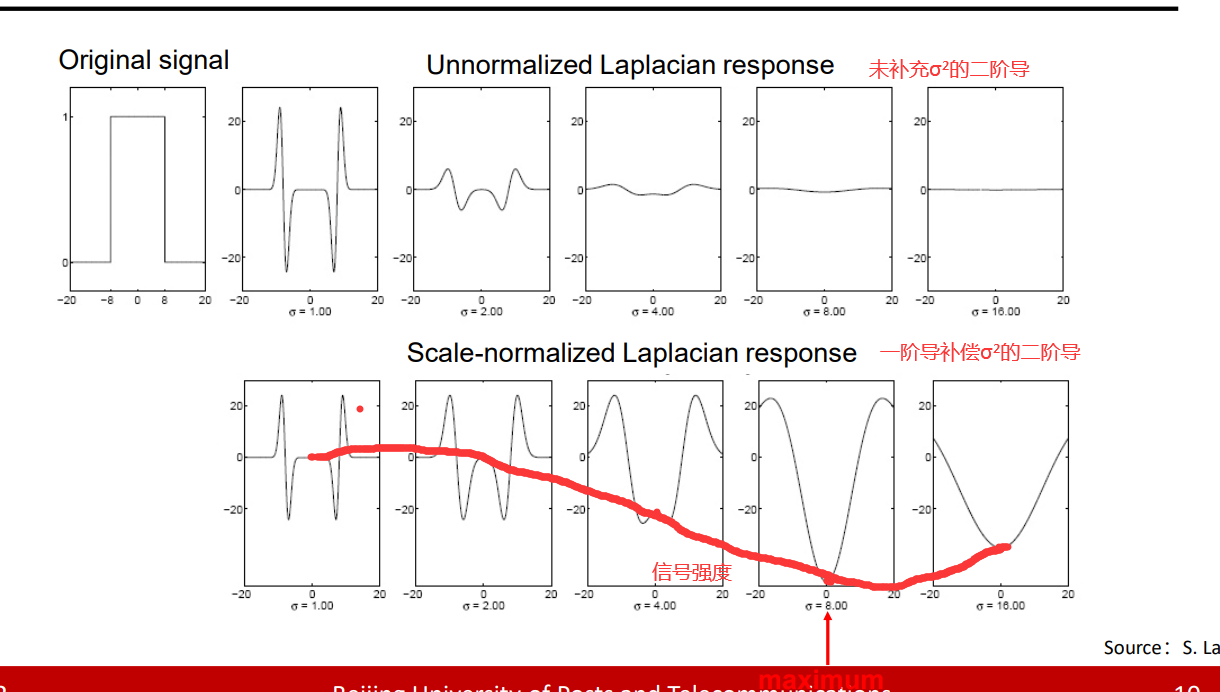 Original signal
Unnormalized Laplacian response 未补充σ²的二阶导
1
0
−20 −8 0 8 20
20
0
−20
−20 0 20
σ = 1.00
20
0
−20
−20 0 20
σ = 2.00
20
0
−20
−20 0 20
σ = 4.00
20
0
−20
−20 0 20
σ = 8.00
20
0
−20
−20 0 20
σ = 16.00
Scale-normalized Laplacian response 一阶导补偿σ²的二阶导
20
0
−20
−20 0 20
σ = 1.00
20
0
−20
−20 0 20
σ = 2.00
20
0
−20
信号强度
−20 0 20
σ = 4.00
20
0
−20
−20 0 20
σ = 8.00
20
0
−20
−20 0 20
σ = 16.00
Source：S. La
maximum
Beijing University of Posts and Telecommunications
10